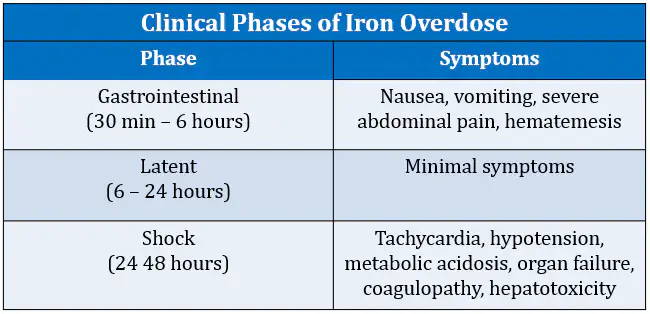 Clinical Phases of Iron Overdose
Phase
Symptoms
Gastrointestinal
(30 min – 6 hours)
Nausea, vomiting, severe
abdominal pain, hematemesis
Latent
(6 – 24 hours)
Minimal symptoms
Shock
(24 48 hours)
Tachycardia, hypotension,
metabolic acidosis, organ failure,
coagulopathy, hepatotoxicity